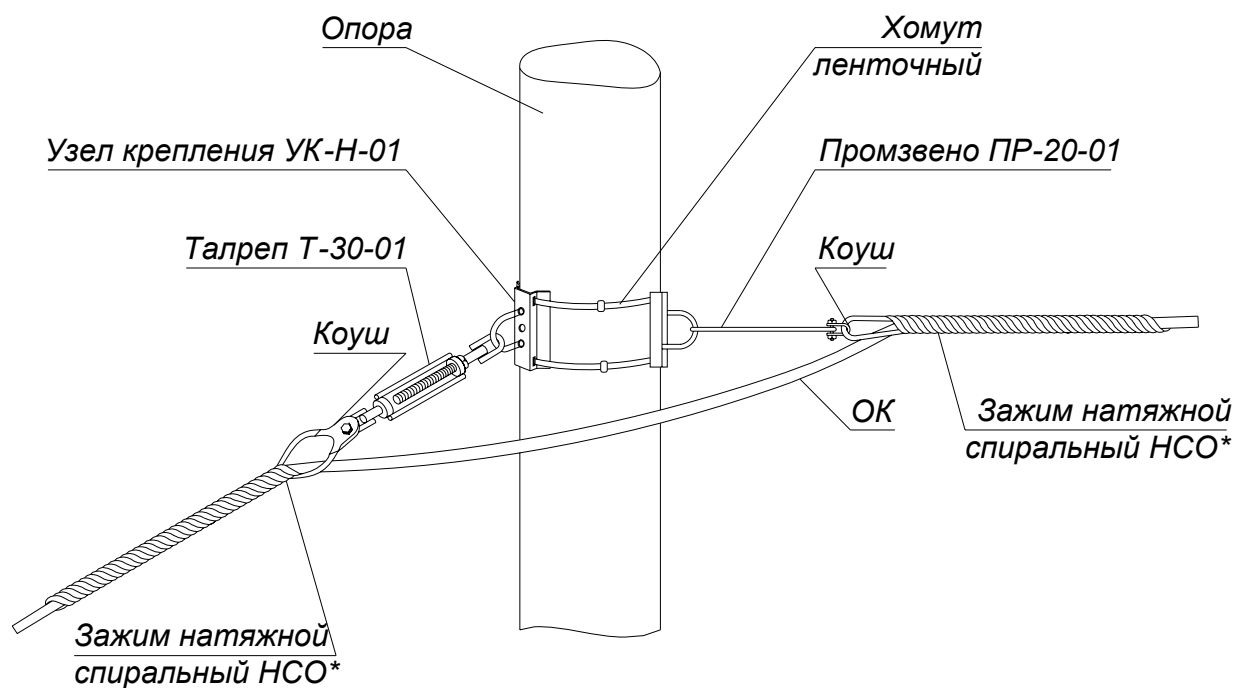 Опора
Хомут
ленточный
Узел крепления УК-Н-01
Промзвено ПР-20-01
Талреп Т-30-01
Коуш
Коуш
ОК
Зажим натяжной
спиральный НСО*
Зажим натяжной
спиральный НСО*